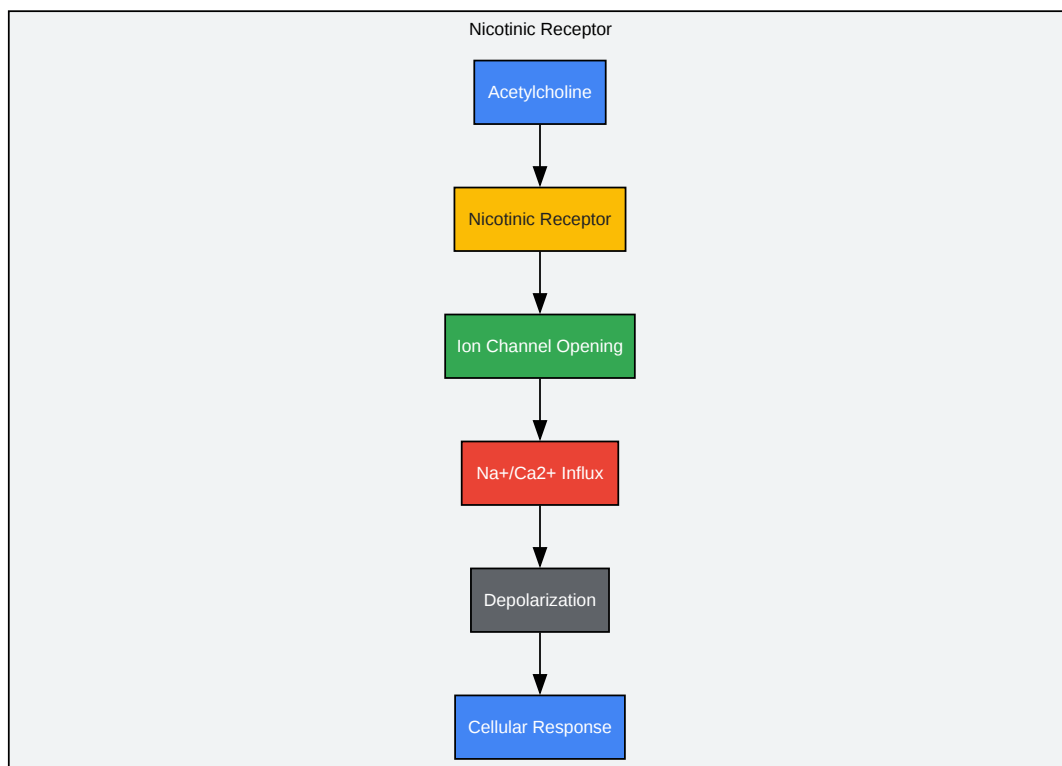 Nicotinic Receptor
Acetylcholine
Nicotinic Receptor
Ion Channel Opening
Na+/Ca2+ Influx
Depolarization
Cellular Response